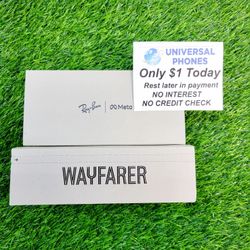 UNIVERSAL
PHONES
Only $1 Today
Rest later in payment
NO INTEREST
NO CREDIT CHECK
Ray-Ban | Meta
WAYFARER